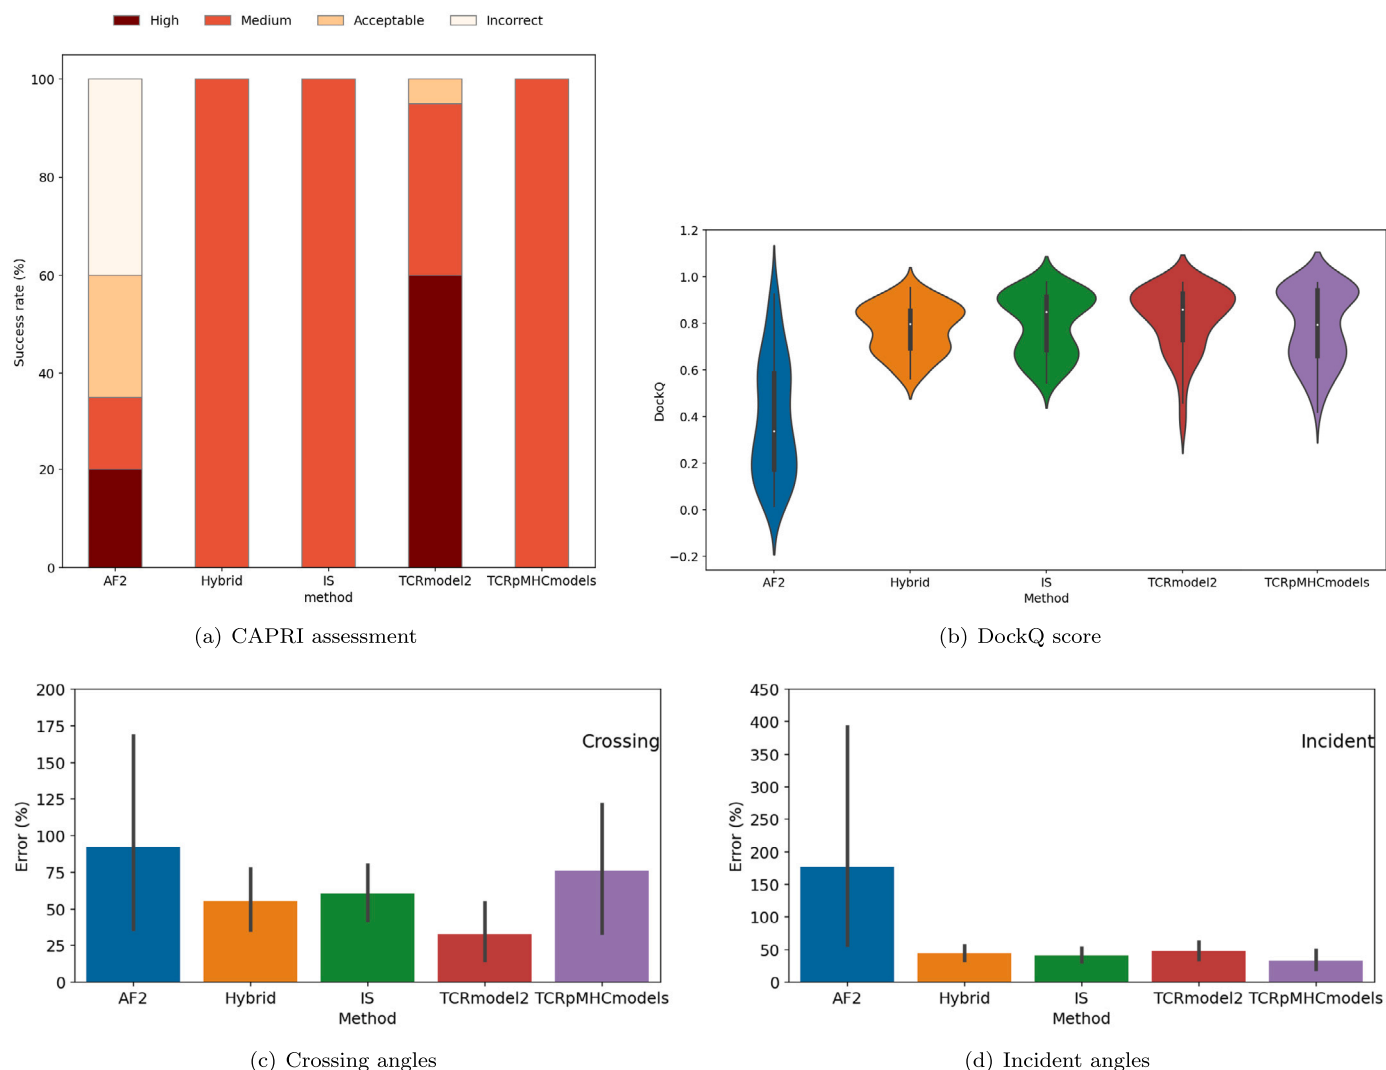 High Medium Acceptable Incorrect
100
80
60
40
20
0
Success rate (%)
AF2 Hybrid IS TCRmodel2 TCRpMHCmodels
method
(a) CAPRI assessment
1.2
1.0
0.8
0.6
0.4
0.2
0.0
−0.2
DockQ
AF2 Hybrid IS TCRmodel2 TCRpMHCmodels
Method
(b) DockQ score
200
175
150
125
100
75
50
25
0
Error (%)
Crossing
AF2 Hybrid IS TCRmodel2 TCRpMHCmodels
Method
(c) Crossing angles
450
400
350
300
250
200
150
100
50
0
Error (%)
Incident
AF2 Hybrid IS TCRmodel2 TCRpMHCmodels
Method
(d) Incident angles